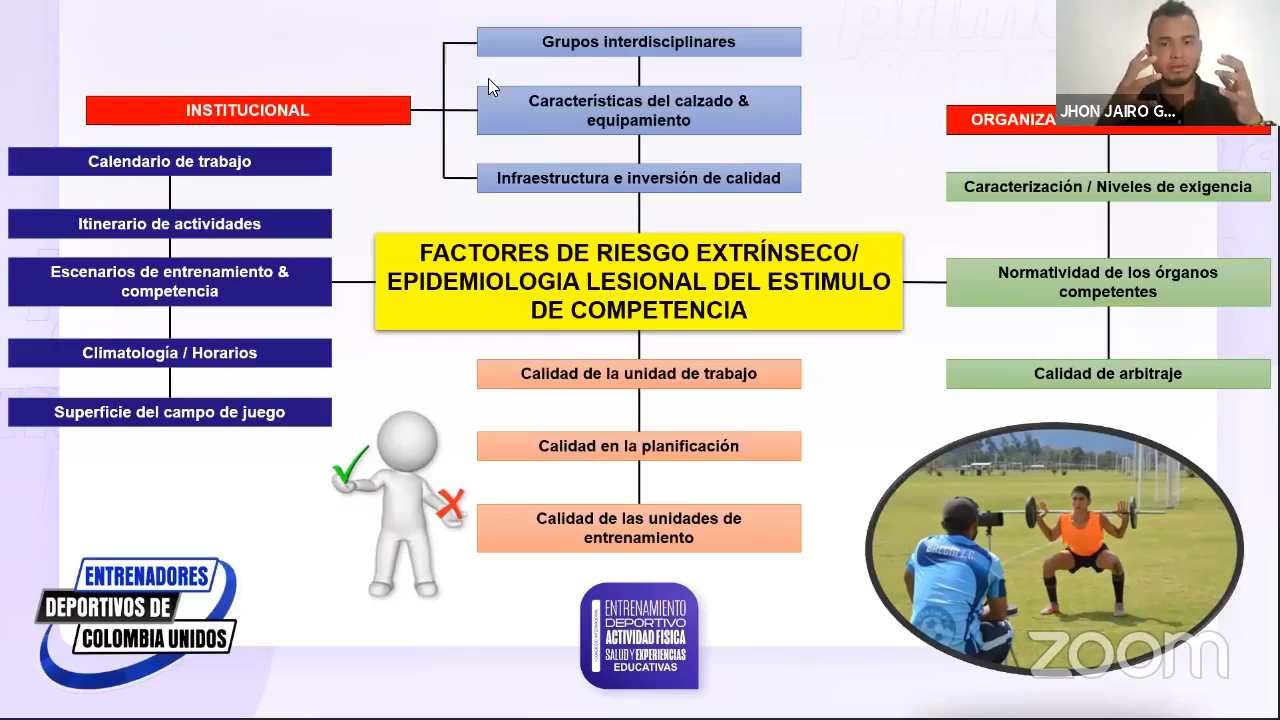 Grupos interdisciplinares
Características del calzado &
equipamiento
Infraestructura e inversión de calidad
INSTITUCIONAL
Calendario de trabajo
Itinerario de actividades
Escenarios de entrenamiento &
competencia
Climatología / Horarios
Superficie del campo de juego
FACTORES DE RIESGO EXTRÍNSECO/
EPIDEMIOLOGIA LESIONAL DEL ESTIMULO
DE COMPETENCIA
Calidad de la unidad de trabajo
Calidad en la planificación
Calidad de las unidades de
entrenamiento
JHON JAIRO G...
ORGANIZA
Caracterización / Niveles de exigencia
Normatividad de los órganos
competentes
Calidad de arbitraje
ENTRENADORES
DEPORTIVOS DE
COLOMBIA UNIDOS
ENTRENAMIENTO
DEPORTIVO
ACTIVIDAD FISICA
SALUD Y EXPERIENCIAS
EDUCATIVAS
zoom